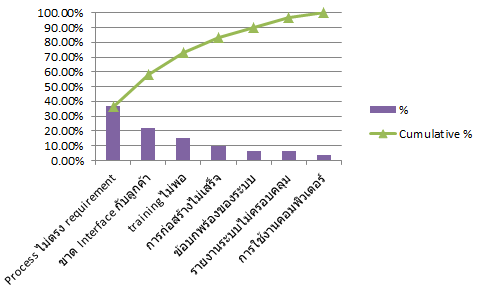 100.00%
90.00%
80.00%
70.00%
60.00%
50.00%
40.00%
30.00%
20.00%
10.00%
0.00%
Process ไม่ตรง requirement
ขาด Interface กับลูกค้า
training ไม่พอ
การก่อสร้างไม่เสร็จ
ข้อบกพร่องของระบบ
รายงานระบบไม่ครอบคลุม
การใช้งานคอมพิวเตอร์
%
Cumulative %